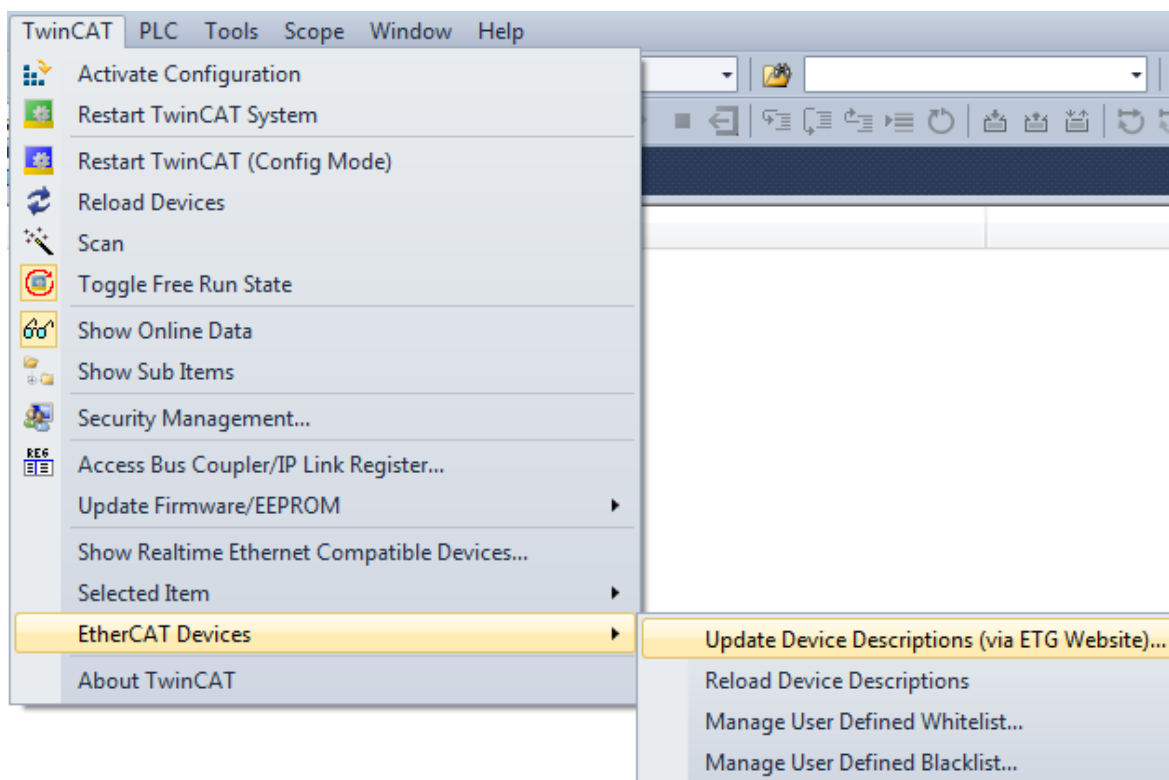 TwinCAT PLC Tools Scope Window Help
Activate Configuration
Restart TwinCAT System
Restart TwinCAT (Config Mode)
Reload Devices
Scan
Toggle Free Run State
Show Online Data
Show Sub Items
Security Management...
REG
Access Bus Coupler/IP Link Register...
Update Firmware/EEPROM
Show Realtime Ethernet Compatible Devices...
Selected Item
EtherCAT Devices
About TwinCAT
Update Device Descriptions (via ETG Website)...
Reload Device Descriptions
Manage User Defined Whitelist...
Manage User Defined Blacklist...